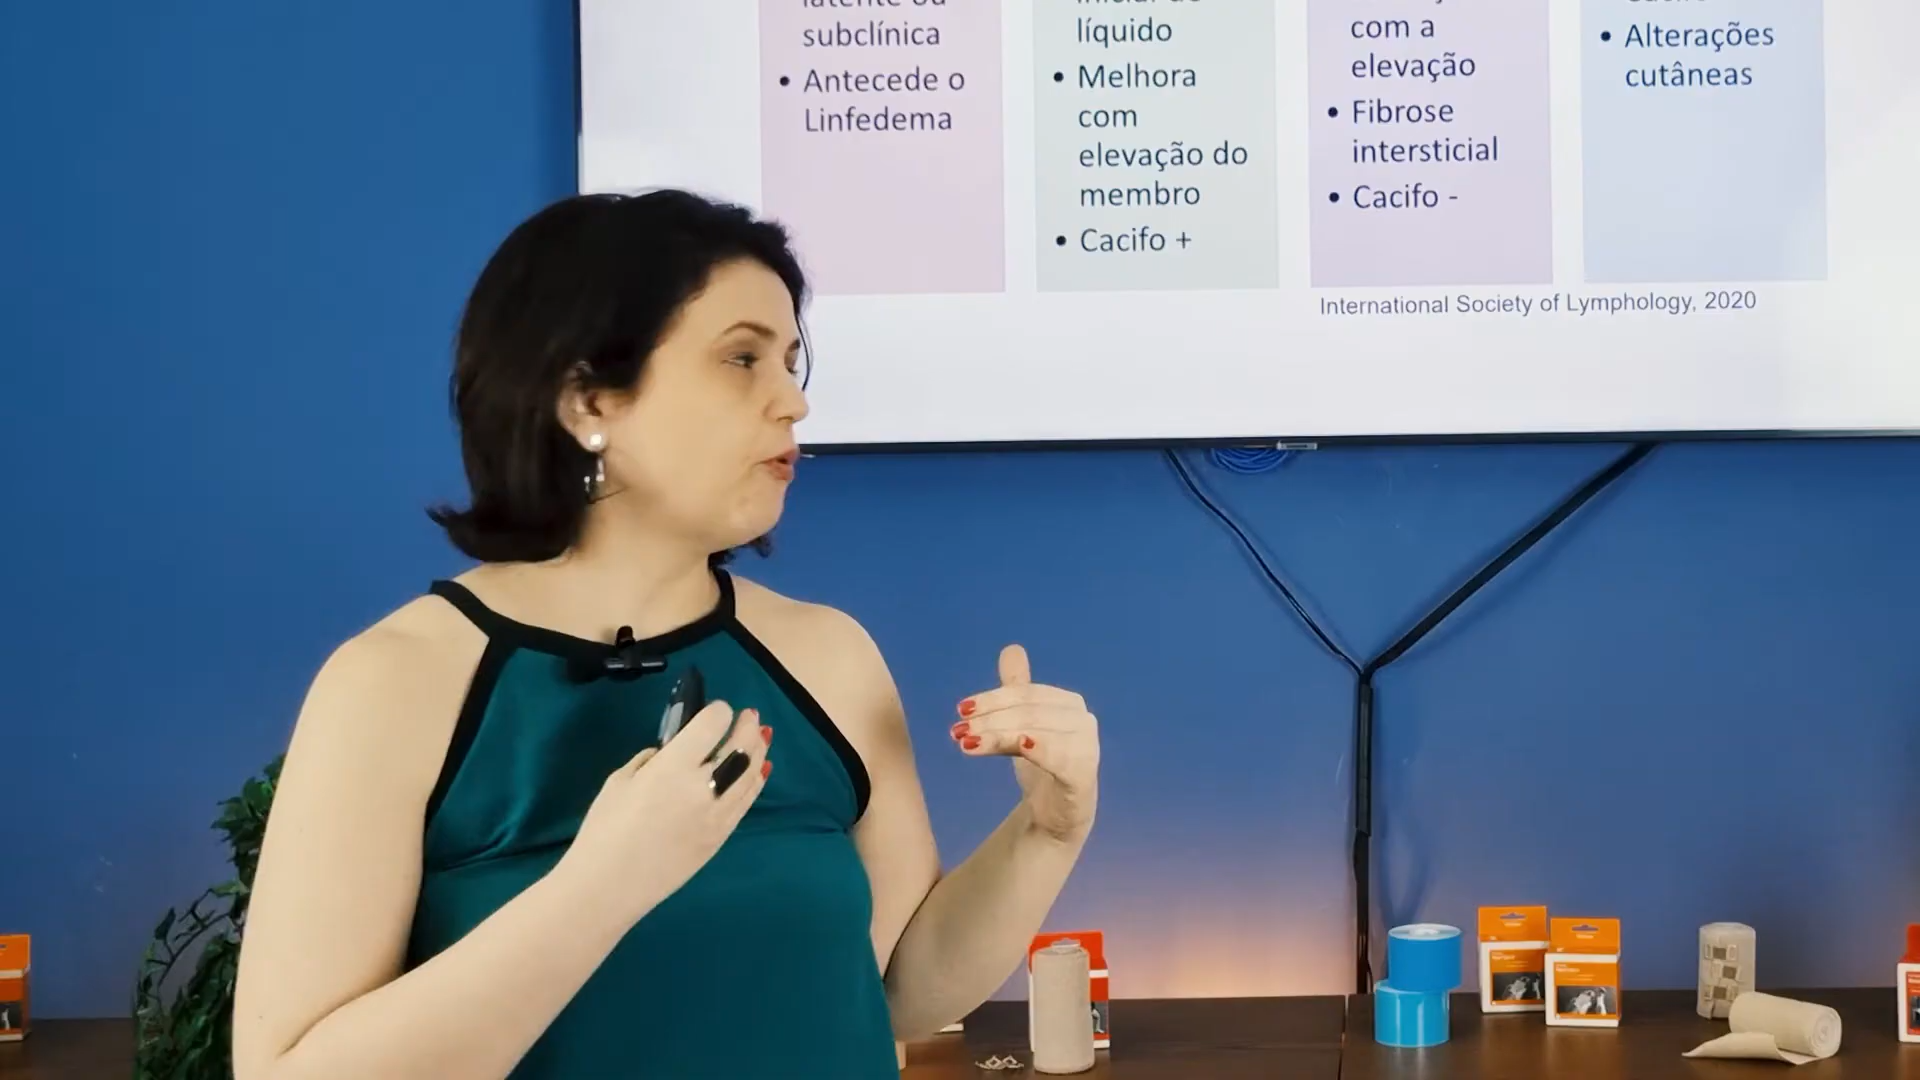 subclínica
• Antecede o
Linfedema
líquido
• Melhora
com
elevação do
membro
• Cacifo +
com a
elevação
• Fibrose
intersticial
• Cacifo -
• Alterações
cutâneas
International Society of Lymphology, 2020